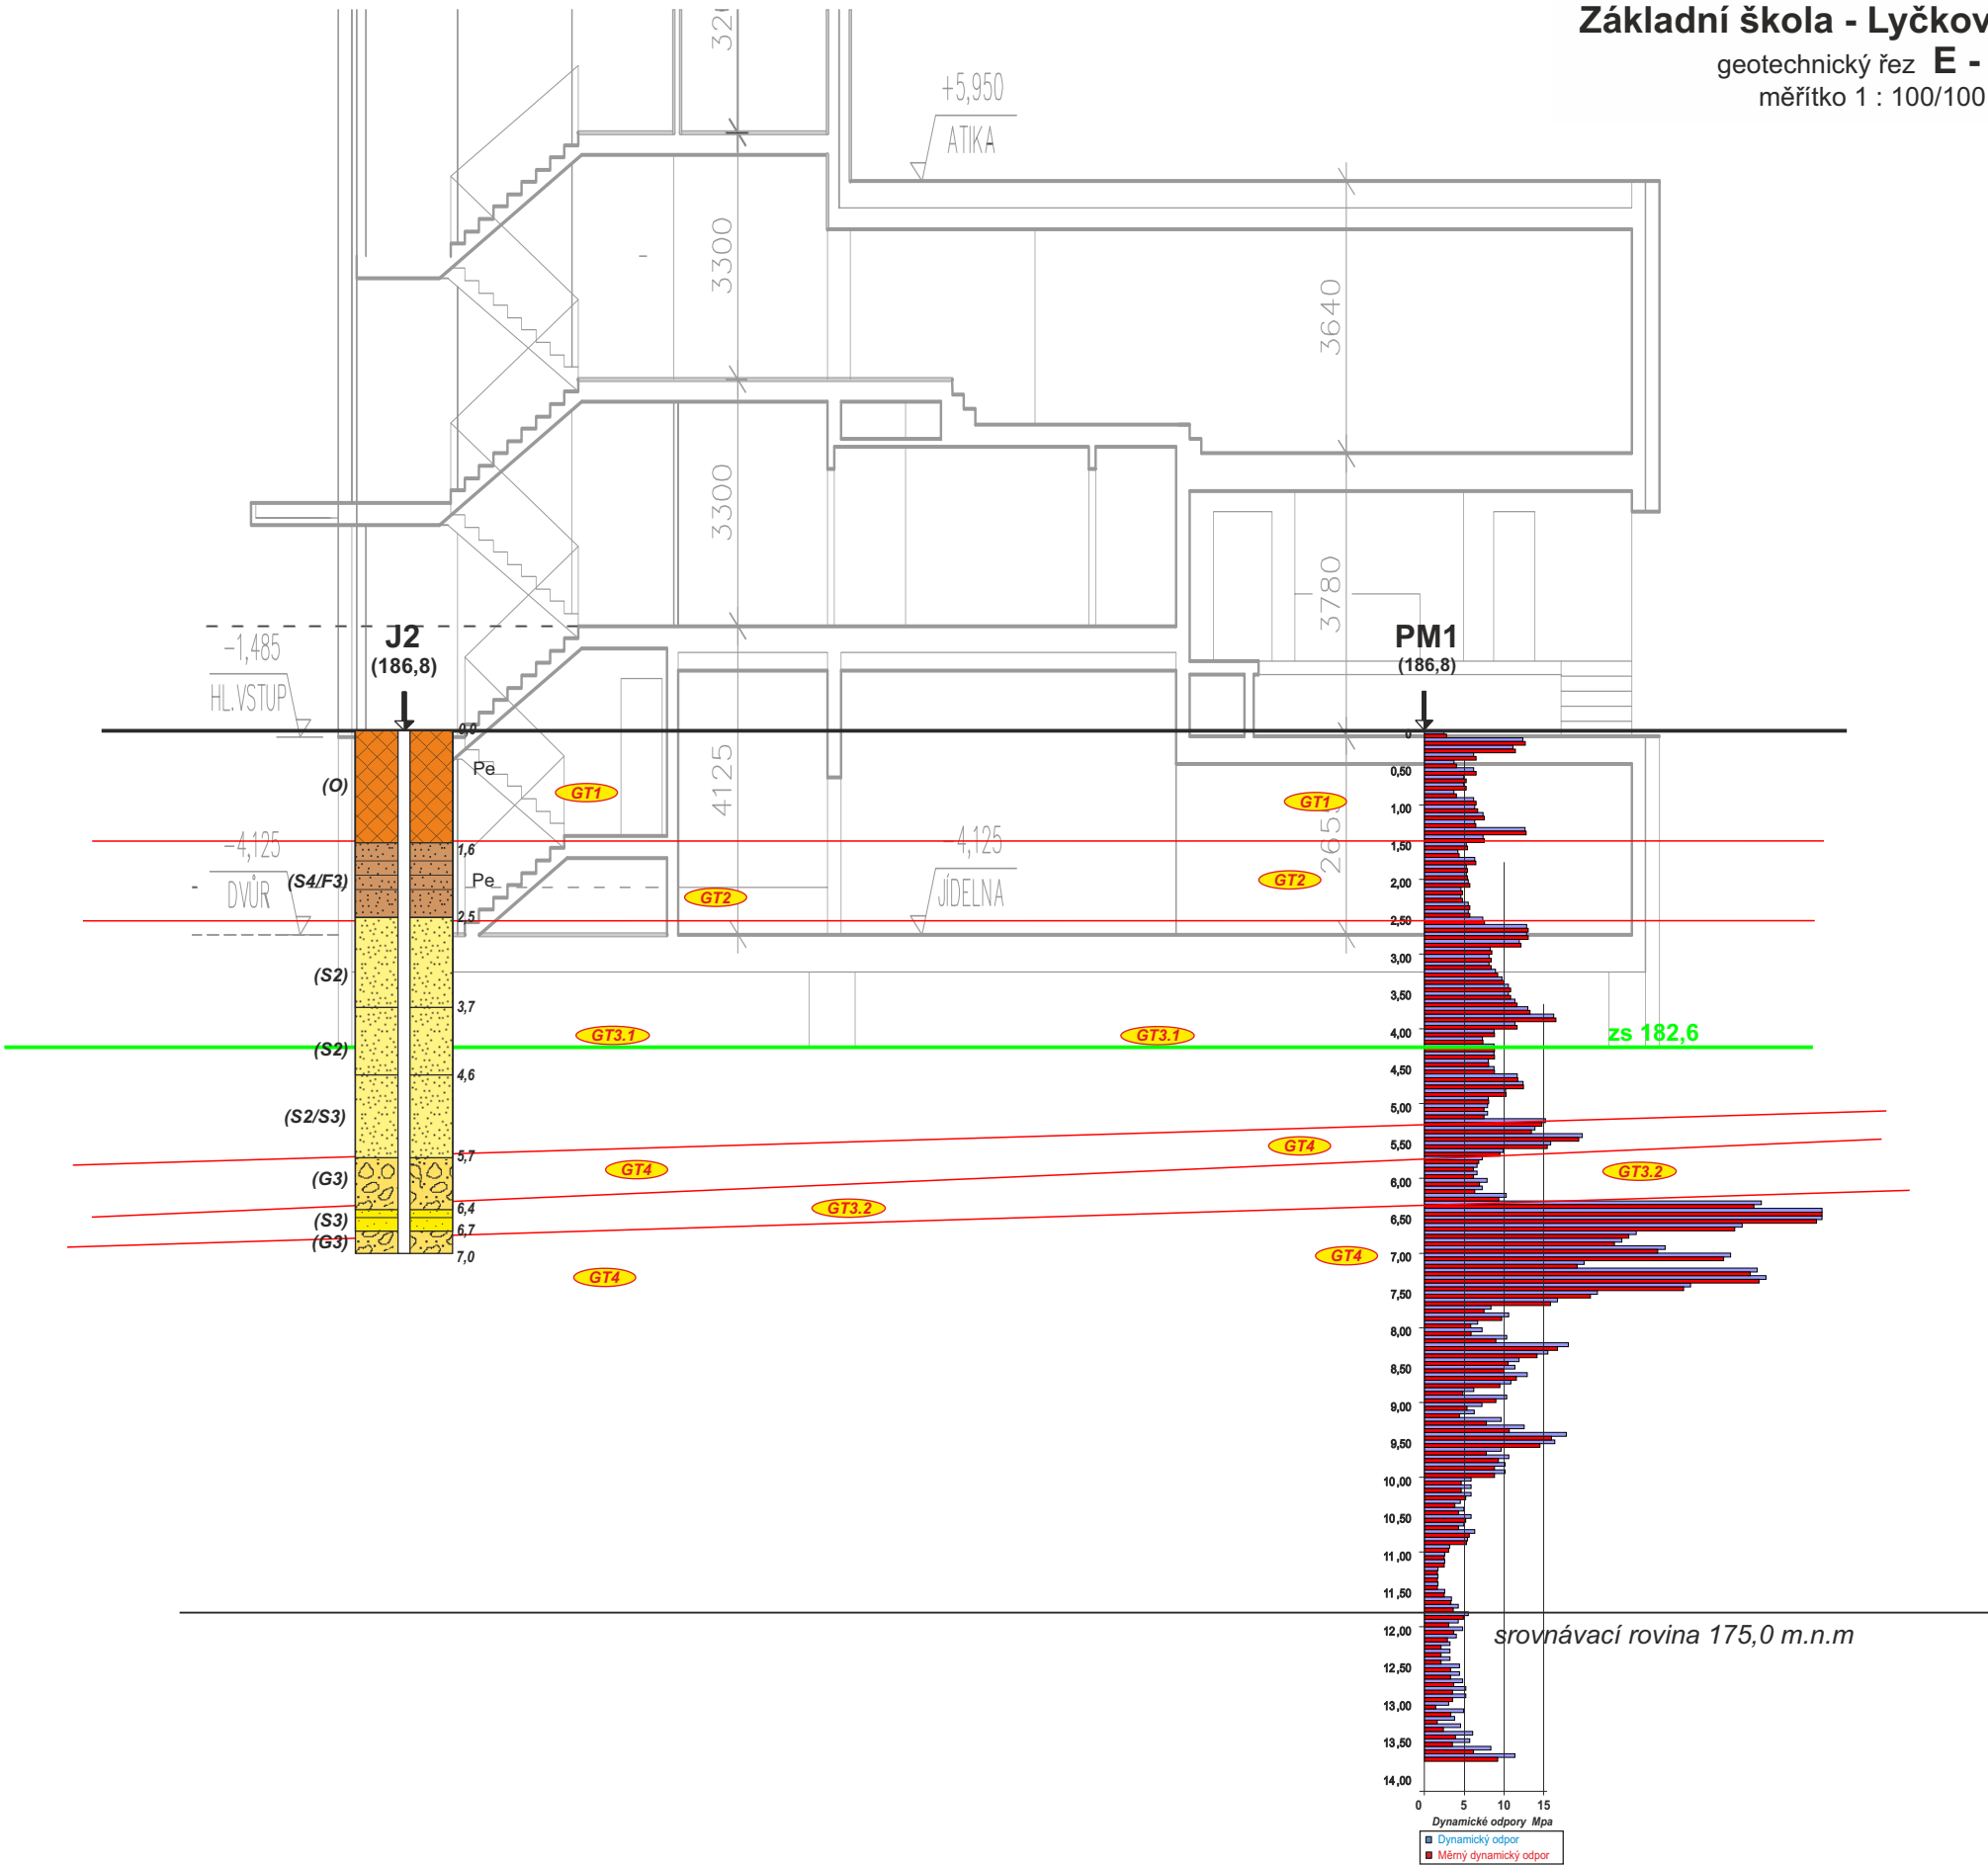 Základní škola - Lyčkov
geotechnický řez E -
měřítko 1 : 100/100
+5,950
ATIKA
3300
3640
3300
3780
-1,485
HL.VSTUP
J2
(186,8)
PM1
(186,8)
0,0
Pe
(O)
GT1
GT1
4125
1,6
-4,125
DVŮR
(S4/F3)
Pe
GT2
-4,125
JÍDELNA
GT2
2,5
(S2)
3,7
GT3.1
GT3.1
zs 182,6
(S2)
4,6
(S2/S3)
5,7
GT4
GT4
GT3.2
(G3)
6,4
GT3.2
(S3)
6,7
(G3)
7,0
GT4
GT4
0
0,50
1,00
1,50
2,00
2,50
3,00
3,50
4,00
4,50
5,00
5,50
6,00
6,50
7,00
7,50
8,00
8,50
9,00
9,50
10,00
10,50
11,00
11,50
12,00
12,50
13,00
13,50
14,00
srovnávací rovina 175,0 m.n.m
0 5 10 15
Dynamické odpory Mpa
Dynamický odpor
Měrný dynamický odpor